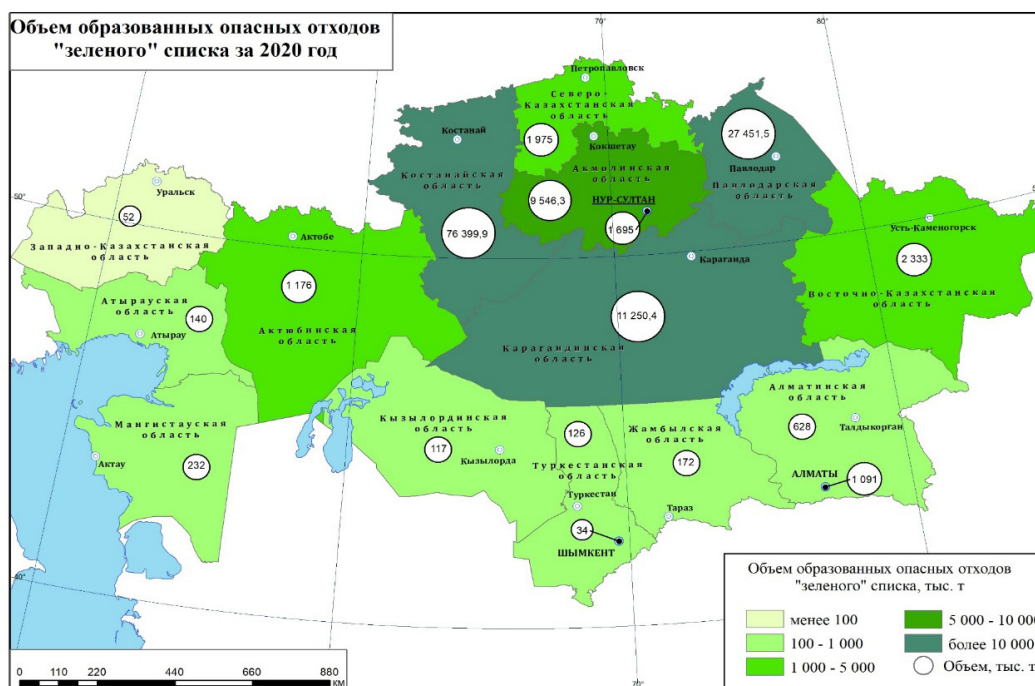 Объем образованных опасных отходов
"зеленого" списка за 2020 год
70°
80°
Петропавловск
Северо-
Казахстанская
область
1 975
Костанай
Костанайская
область
76 399,9
Кокшетау
Акмолинская
область
9 546,3
НУР-СУЛТАН
1 695
27 451,5
Павлодар
Павлодарская
область
50°
Уральск
52
Западно-Казахстанская
область
Актобе
1 176
Актюбинская
область
Атырауская
область
140
Атырау
Караганда
11 250,4
Карагандинская
область
Усть-Каменогорск
2 333
Восточно-Казахстанская
область
Мангистауская
область
Актау
232
Кызылординская
область
117
Кызылорда
126
Туркестанская
область
Туркестан
34
ШЫМКЕНТ
Жамбылская
область
172
Тараз
Алматинская
область
628
Талдыкорган
АЛМАТЫ
1 091
70°
0 110 220 440 660 880
КМ
Объем образованных опасных отходов
"зеленого" списка, тыс. т
менее 100
100 - 1 000
1 000 - 5 000
5 000 - 10 000
более 10 000
Объем, тыс. т